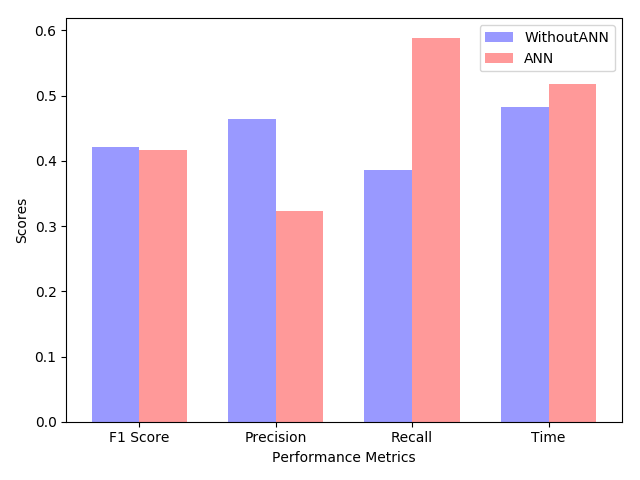 WithoutANN
ANN
Scores
0.6
0.5
0.4
0.3
0.2
0.1
0.0
F1 Score Precision Recall Time
Performance Metrics